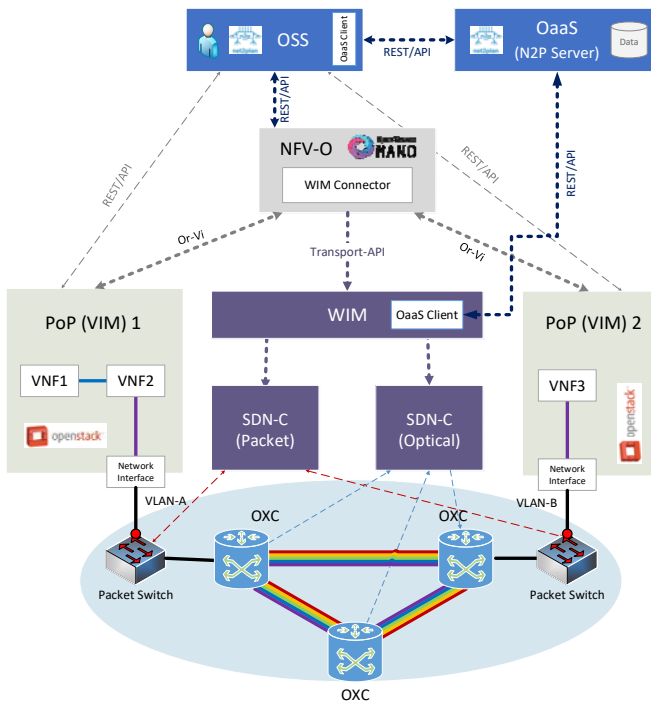 OSS
net2plan
OaaS Client
REST/API
OaaS
(N2P Server)
net2plan
Data
REST/API
REST/API
REST/API
REST/API
NFV-O
MANO
WIM Connector
Or-Vi
Or-Vi
Transport-API
PoP (VIM) 1
WIM
OaaS Client
PoP (VIM) 2
VNF1
VNF2
VNF3
openstack
openstack
SDN-C
(Packet)
SDN-C
(Optical)
Network
Interface
Network
Interface
VLAN-A
VLAN-B
OXC
OXC
Packet Switch
Packet Switch
OXC